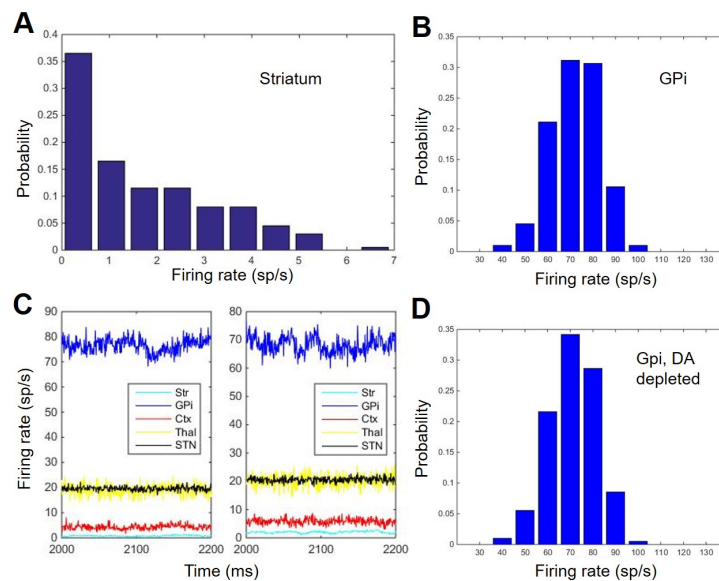 A
0.4
0.35
0.3
0.25
0.2
0.15
0.1
0.05
0
Probability
Striatum
0 1 2 3 4 5 6 7
Firing rate (sp/s)
B
0.35
0.3
0.25
0.2
0.15
0.1
0.05
0
Probability
GPi
30 40 50 60 70 80 90 100 110 120 130
Firing rate (sp/s)
C
90
80
70
60
50
40
30
20
10
0
Firing rate (sp/s)
Str
GPi
Ctx
Thal
STN
2000 2100 2200
80
70
60
50
40
30
20
10
0
Str
GPi
Ctx
Thal
STN
2000 2100 2200
Time (ms)
D
0.35
0.3
0.25
0.2
0.15
0.1
0.05
0
Probability
Gpi, DA
depleted
30 40 50 60 70 80 90 100 110 120 130
Firing rate (sp/s)